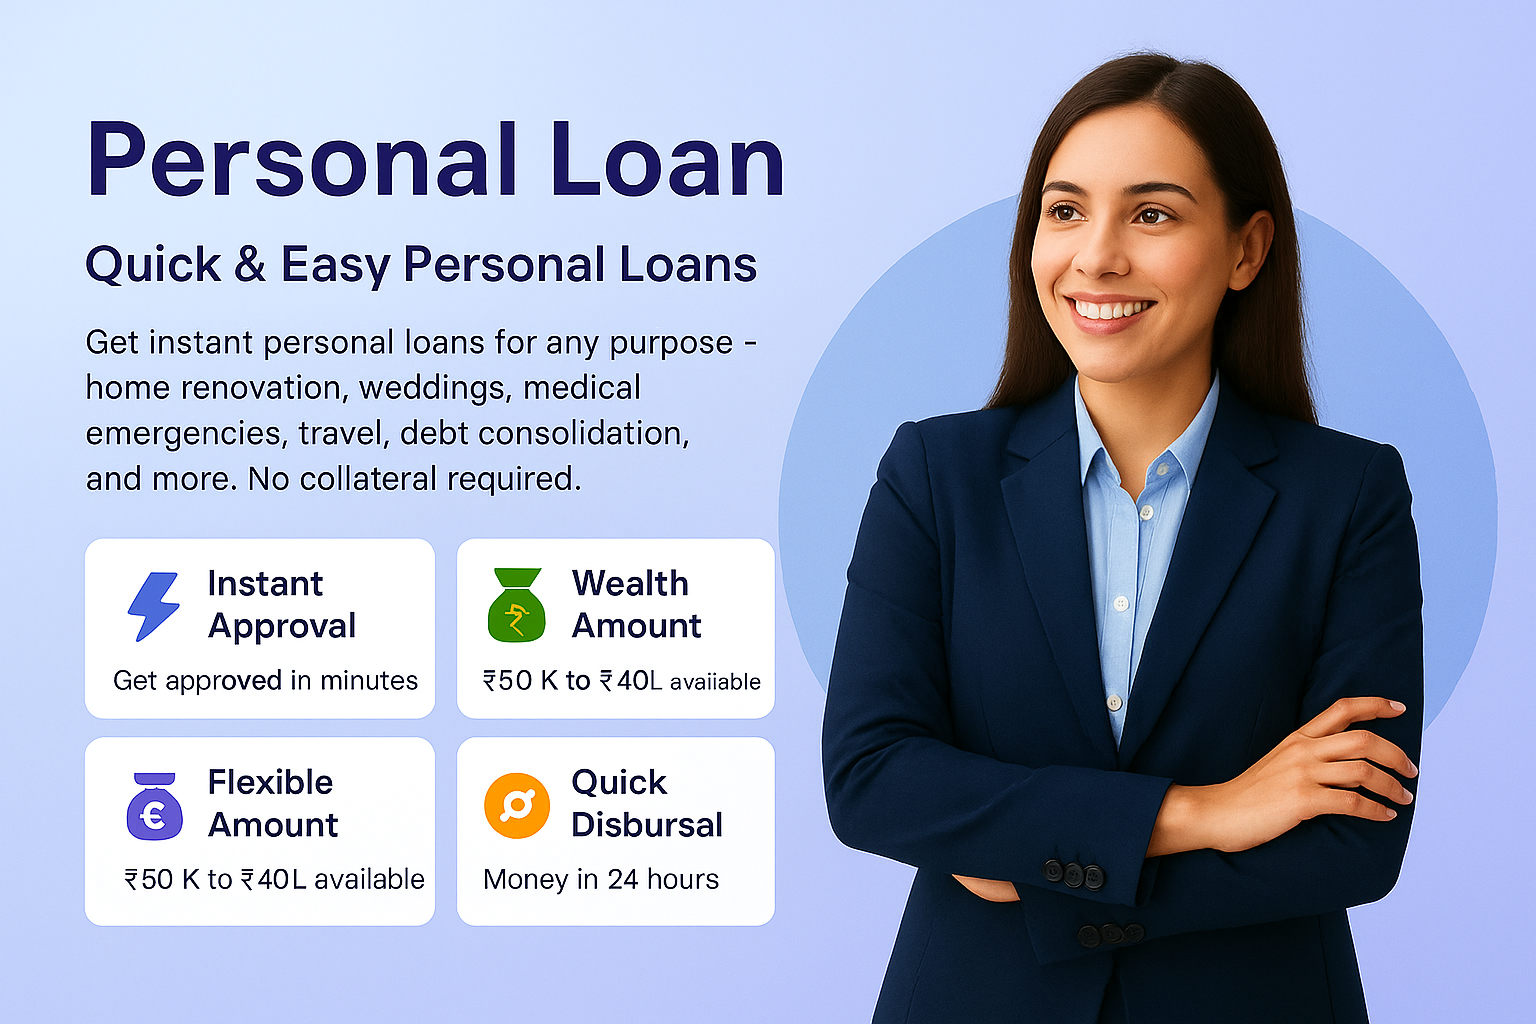 Personal Loan
Quick & Easy Personal Loans
Get instant personal loans for any purpose -
home renovation, weddings, medical
emergencies, travel, debt consolidation,
and more. No collateral required.
Instant
Approval
Get approved in minutes
Wealth
Amount
₹50 K to ₹40L avaiiable
€
Flexible
Amount
₹50 K to ₹40L available
Quick
Disbursal
Money in 24 hours